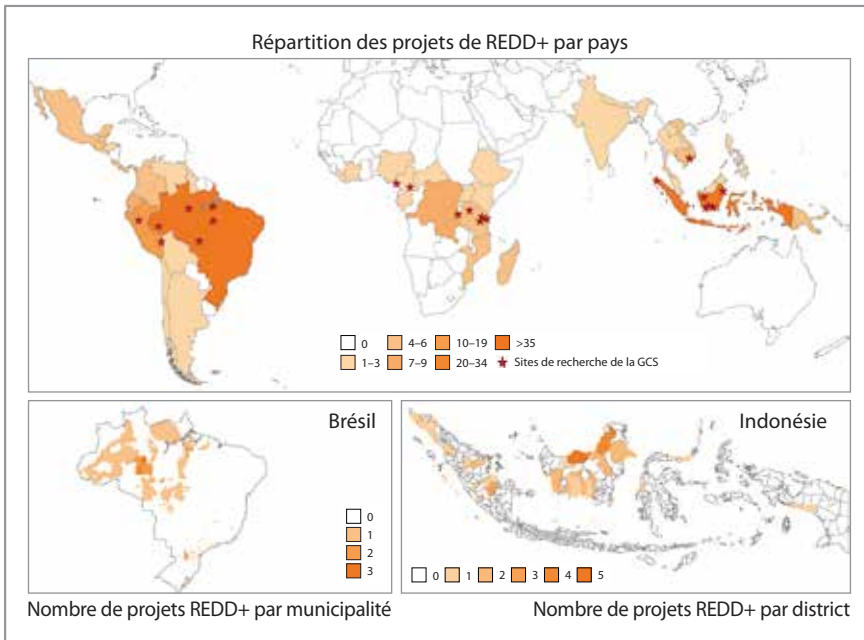 Répartition des projets de REDD+ par pays
0 4–6 10–19 >35
1–3 7–9 20–34 Sites de recherche de la GCS
Brésil
0
1
2
3
Nombre de projets REDD+ par municipalité
Indonésie
0 1 2 3 4 5
Nombre de projets REDD+ par district